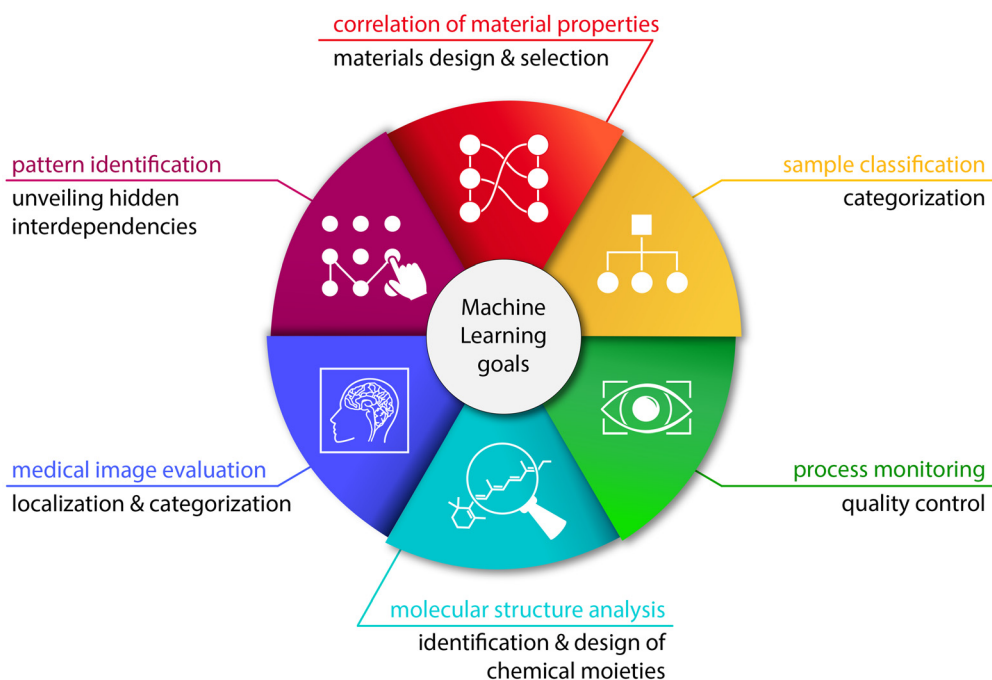 correlation of material properties
materials design & selection
pattern identification
unveiling hidden
interdependencies
sample classification
categorization
Machine
Learning
goals
medical image evaluation
localization & categorization
process monitoring
quality control
molecular structure analysis
identification & design of
chemical moieties